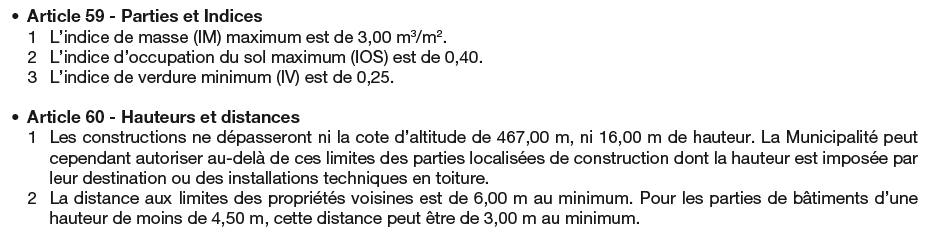 • Article 59 - Parties et Indices
1 L'indice de masse (IM) maximum est de 3,00 m³/m².
2 L'indice d'occupation du sol maximum (IOS) est de 0,40.
3 L'indice de verdure minimum (IV) est de 0,25.
• Article 60 - Hauteurs et distances
1 Les constructions ne dépasseront ni la cote d'altitude de 467,00 m, ni 16,00 m de hauteur. La Municipalité peut
cependant autoriser au-delà de ces limites des parties localisées de construction dont la hauteur est imposée par
leur destination ou des installations techniques en toiture.
2 La distance aux limites des propriétés voisines est de 6,00 m au minimum. Pour les parties de bâtiments d'une
hauteur de moins de 4,50 m, cette distance peut être de 3,00 m au minimum.